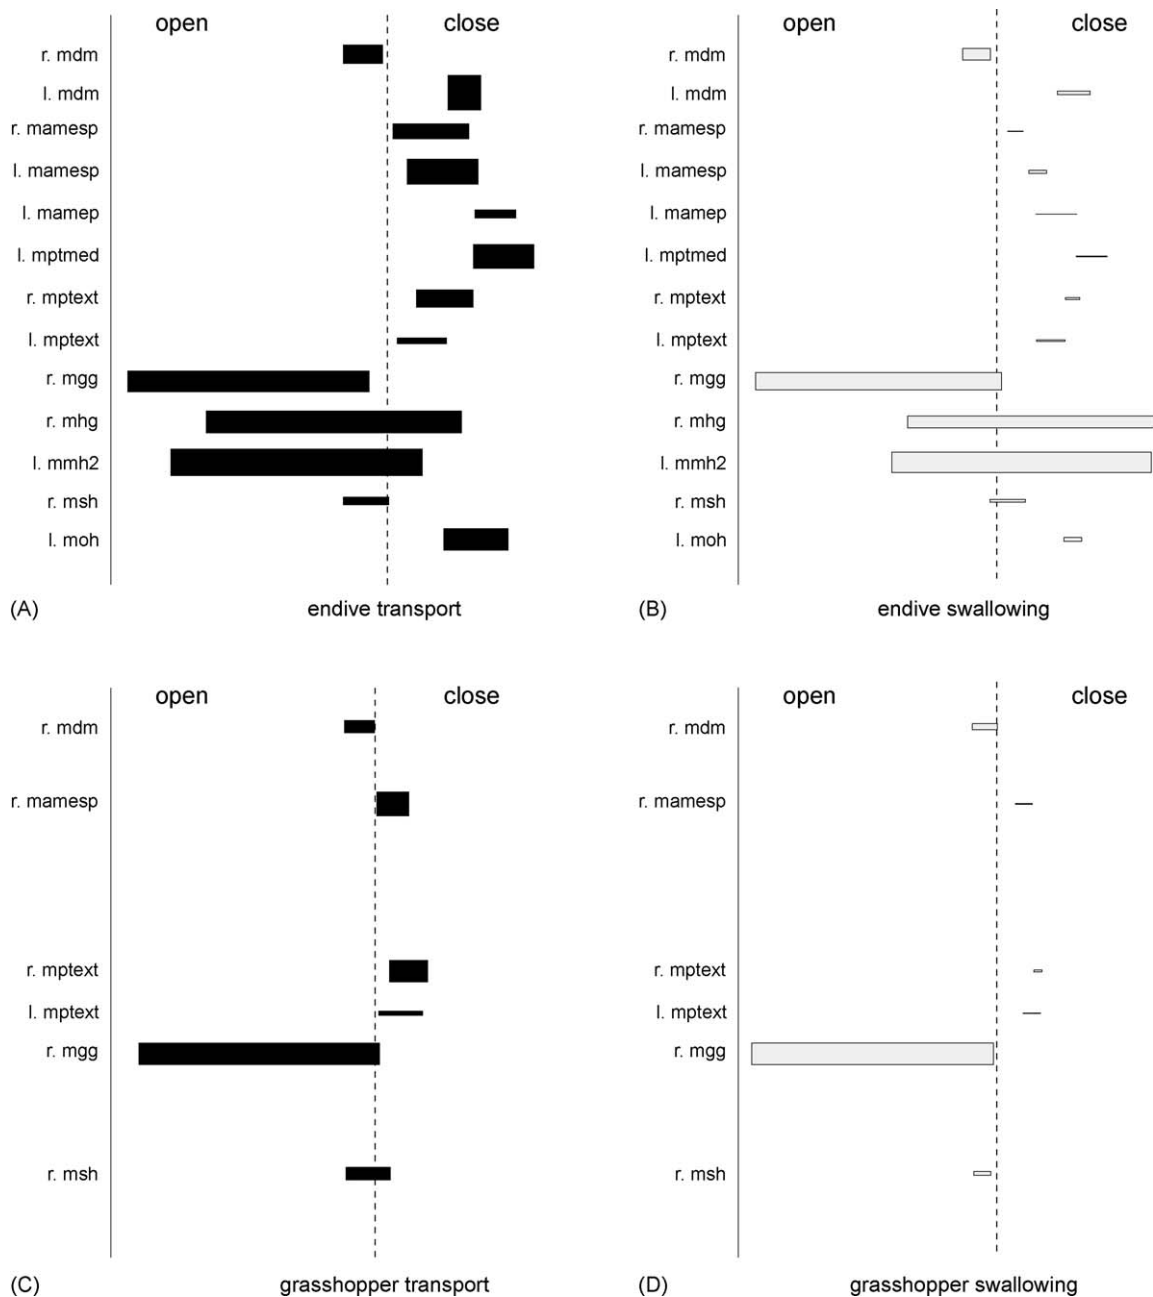 open close
r. mdm
l. mdm
r. mamesp
l. mamesp
l. mamep
l. mptmed
r. mptext
l. mptext
r. mgg
r. mhg
l. mmh2
r. msh
l. moh
(A) endive transport
open close
r. mdm
l. mdm
r. mamesp
l. mamesp
l. mamep
l. mptmed
r. mptext
l. mptext
r. mgg
r. mhg
l. mmh2
r. msh
l. moh
(B) endive swallowing
open close
r. mdm
r. mamesp
r. mptext
l. mptext
r. mgg
r. msh
(C) grasshopper transport
open close
r. mdm
r. mamesp
r. mptext
l. mptext
r. mgg
r. msh
(D) grasshopper swallowing